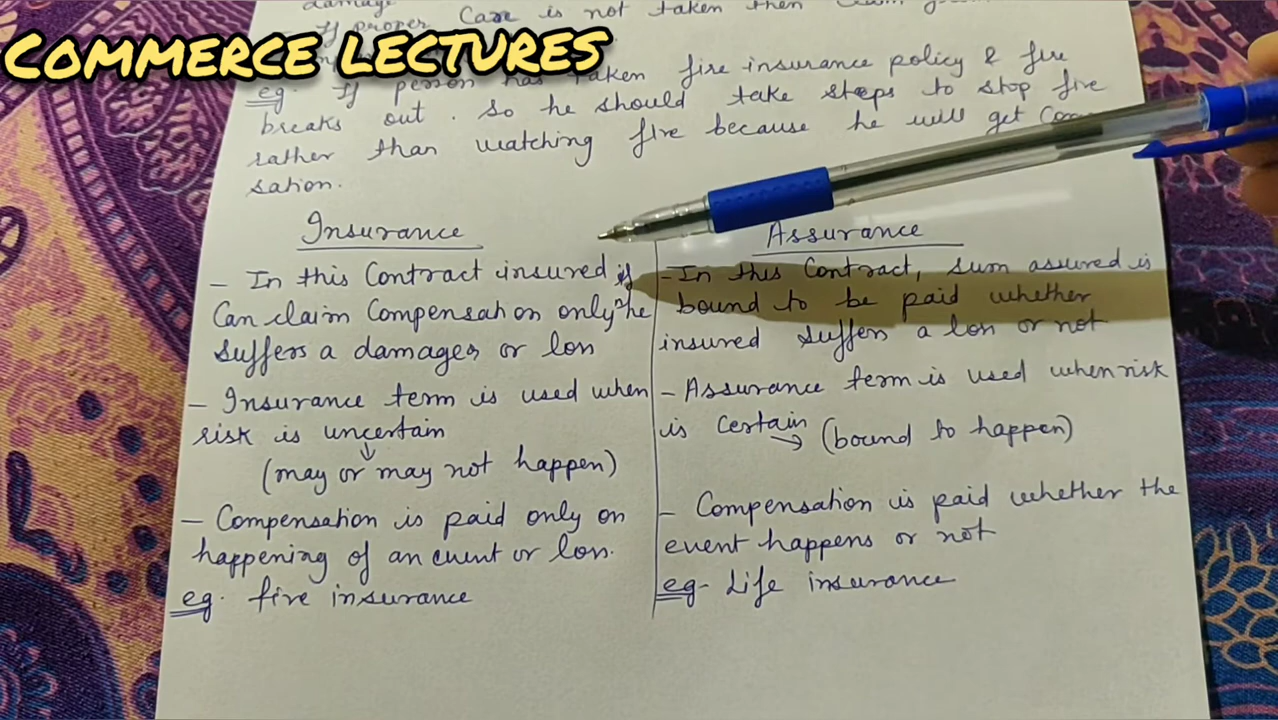 damage
- If proper Care is not taken then claim
COMMERCE LECTURES
eg. If person has taken fire insurance policy & fire
breaks out. So he should take steps to stop fire
rather than watching fire because he will get
sation.
Insurance
- In this Contract insured
Can claim Compensation only if he
suffers a damages or loss
- Insurance term is used when
risk is uncertain
(may or may not happen)
- Compensation is paid only on
happening of an event or loss.
eg. fire insurance
Assurance
- In this Contract, sum assured is
bound to be paid whether
insured suffers a loss or not
- Assurance term is used when risk
is Certain → (bound to happen)
- Compensation is paid whether the
event happens or not
eg - Life insurance